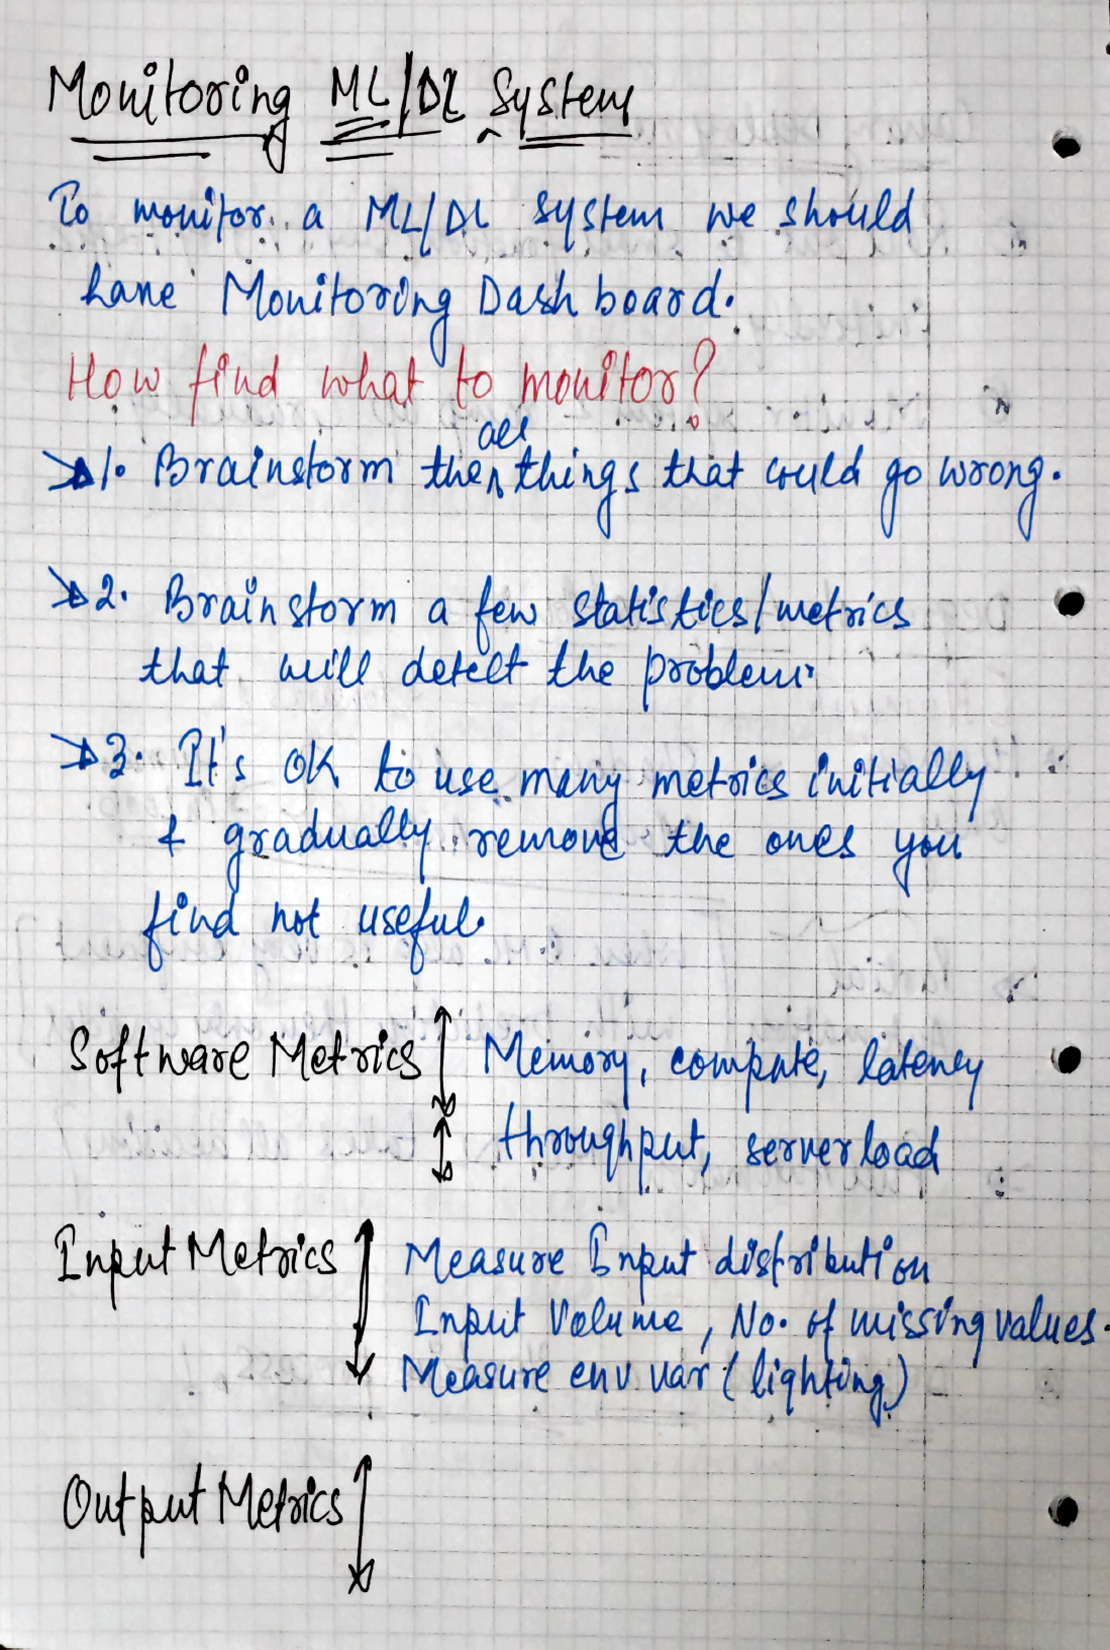 Monitoring ML/DL System
To monitor a ML/DL system we should
have Monitoring Dash board.
How find what to monitor?
1. Brainstorm the all things that could go wrong.
2. Brainstorm a few statistics/metrics
that will detect the problem.
3. It's OK to use many metrics initially
& gradually remove the ones you
find not useful.
Software Metrics Memory, compute, latency
throughput, server load
Input Metrics Measure Input distribution
Input Volume, No. of missing values.
Measure env var (lighting)
Output Metrics